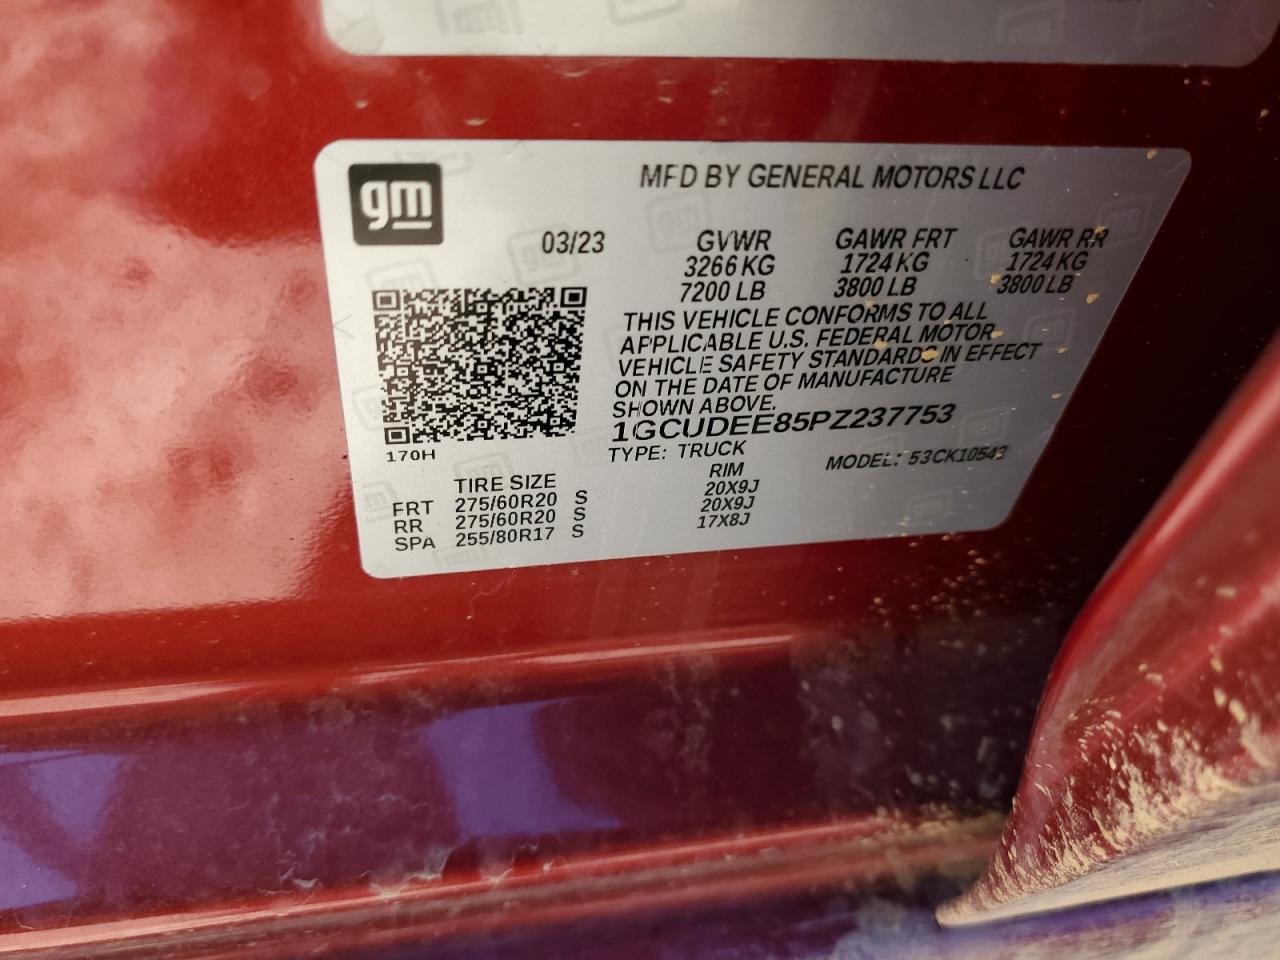 gm
MFD BY GENERAL MOTORS LLC
03/23 GVWR GAWR FRT GAWR RR
3266 KG 1724 KG 1724 KG
7200 LB 3800 LB 3800 LB
THIS VEHICLE CONFORMS TO ALL
APPLICABLE U.S. FEDERAL MOTOR
VEHICLE SAFETY STANDARDS IN EFFECT
ON THE DATE OF MANUFACTURE
SHOWN ABOVE.
1GCUDEE85PZ237753
170H
TYPE: TRUCK MODEL: 53CK10543
TIRE SIZE RIM
FRT 275/60R20 S 20X9J
RR 275/60R20 S 20X9J
SPA 255/80R17 S 17X8J